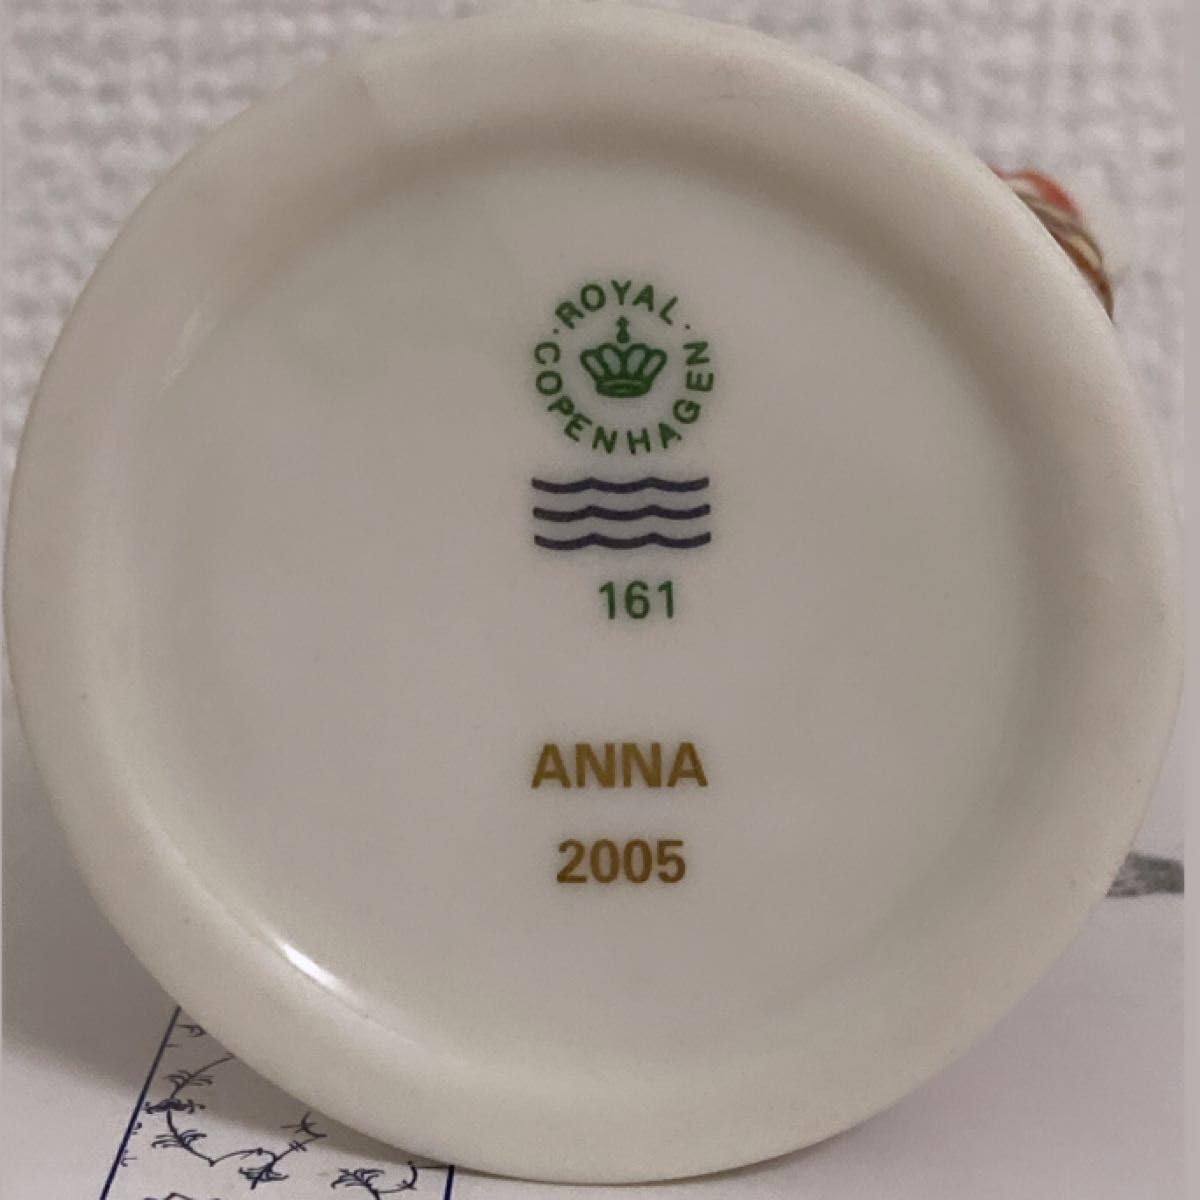 ROYAL
COPENHAGEN
161
ANNA
2005